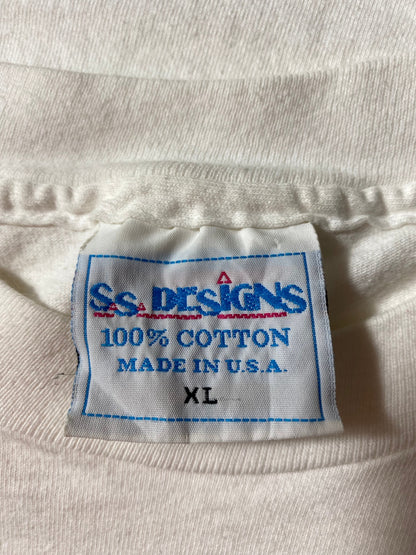 S.S. DESIGNS
100% COTTON
MADE IN U.S.A.
XL